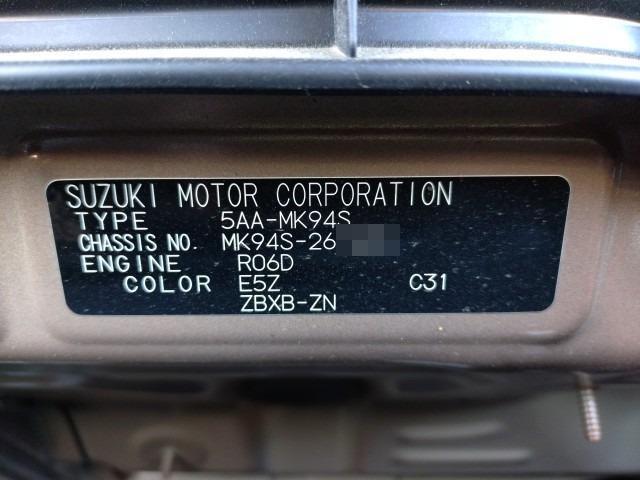 SUZUKI MOTOR CORPORATION
TYPE 5AA-MK94S
CHASSIS NO. MK94S-26
ENGINE R06D
COLOR E5Z C31
ZBXB-ZN